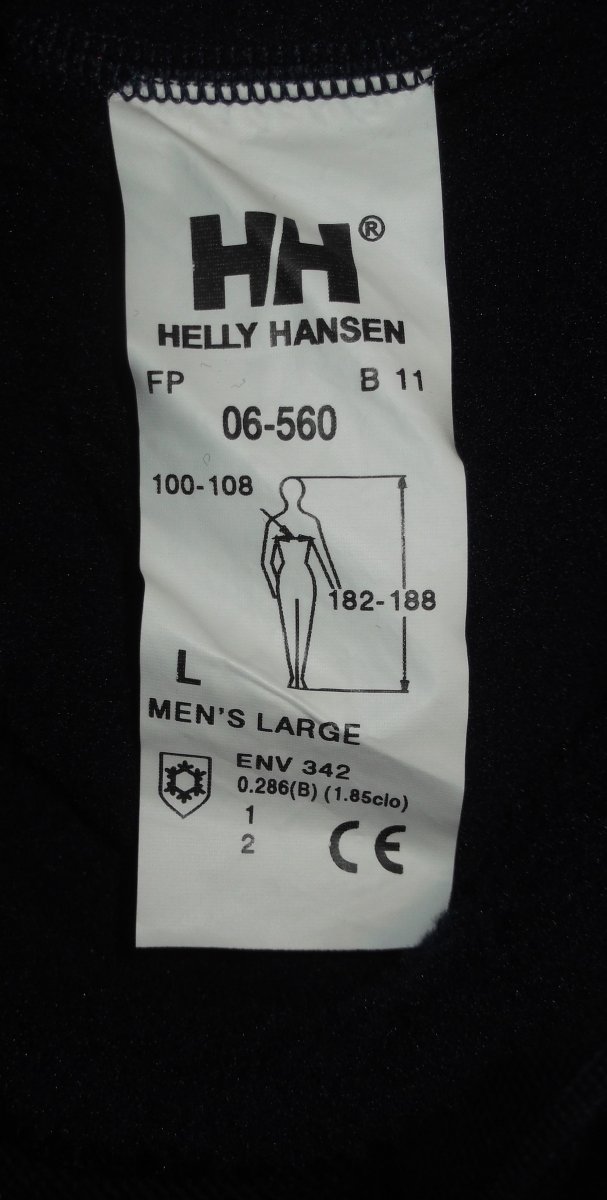 HH®
HELLY HANSEN
FP B 11
06-560
100-108
182-188
L
MEN'S LARGE
ENV 342
0.286(B) (1.85clo)
1
2
CE